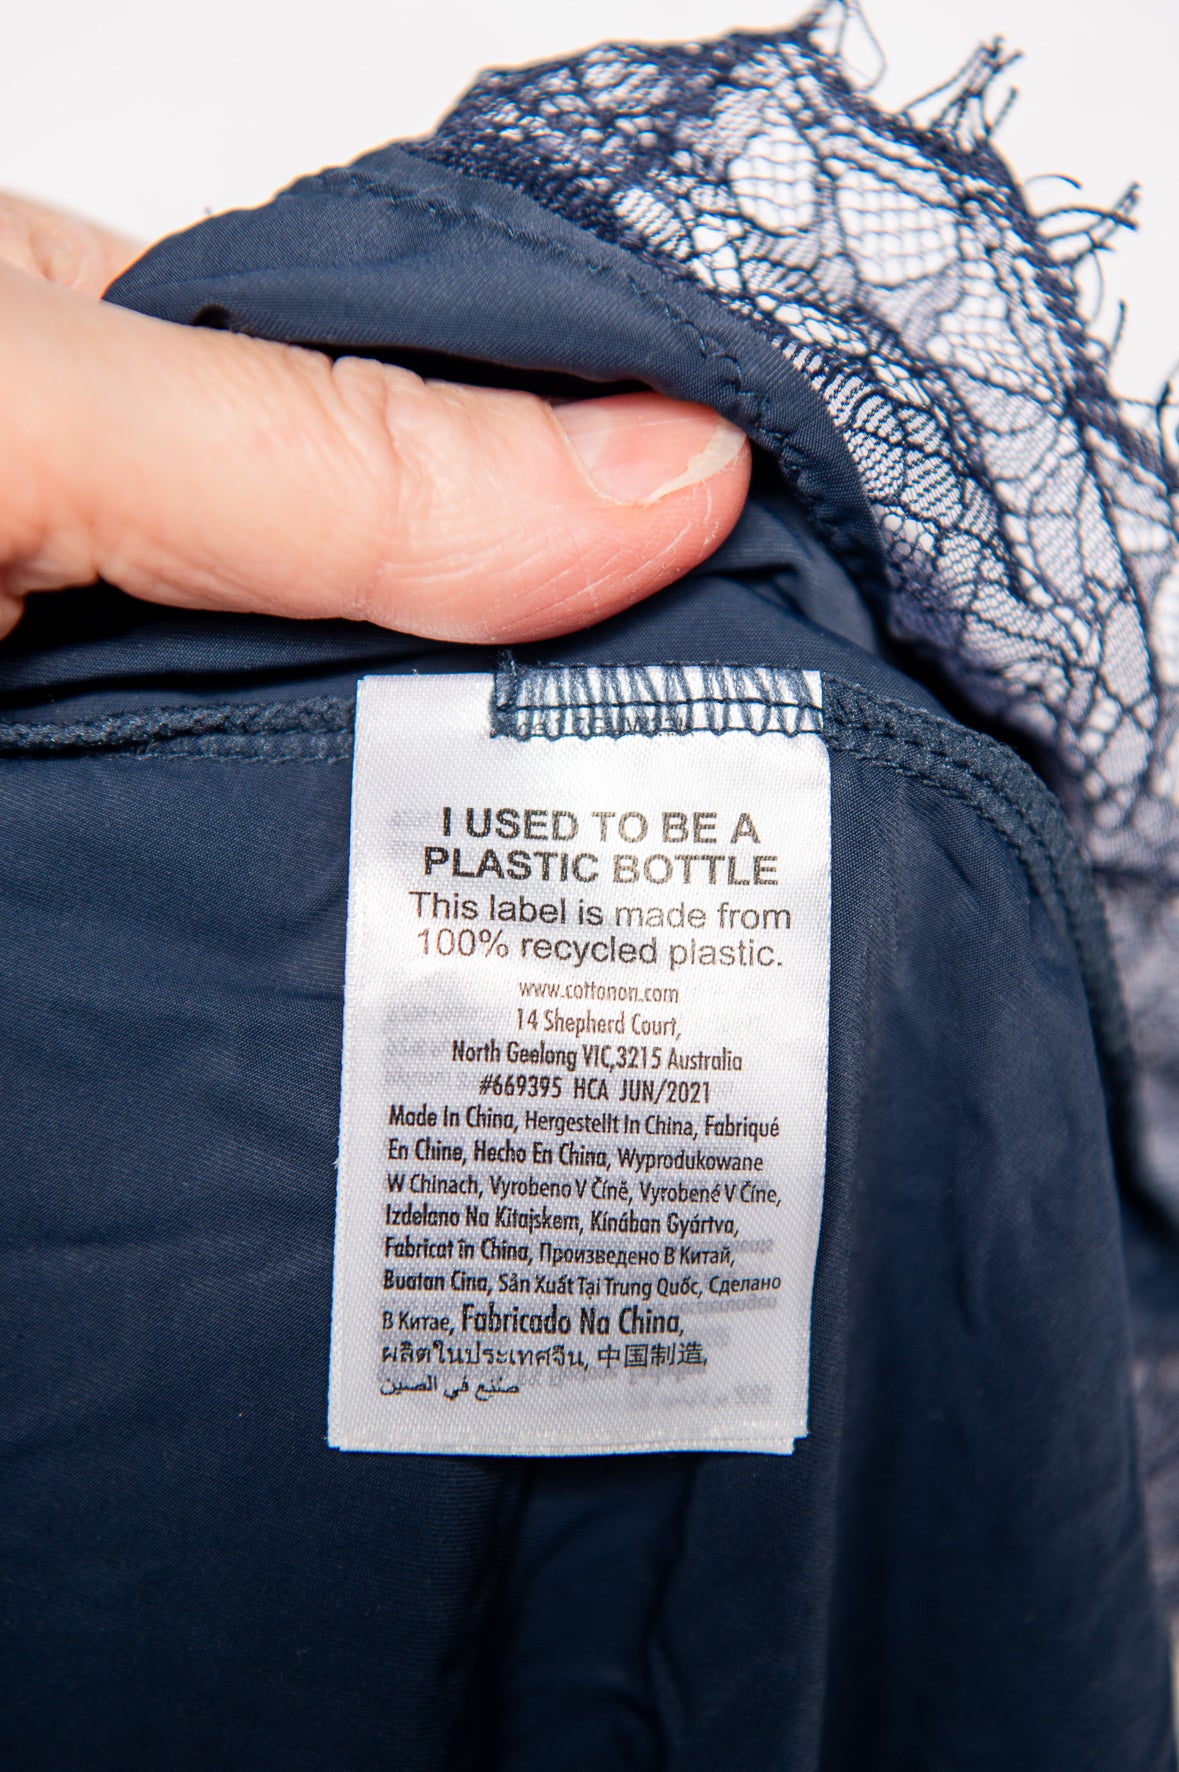 I USED TO BE A
PLASTIC BOTTLE
This label is made from
100% recycled plastic.
www.cottonon.com
14 Shepherd Court,
North Geelong VIC,3215 Australia
#669395 HCA JUN/2021
Made In China, Hergestellt In China, Fabriqué
En Chine, Hecho En China, Wyprodukowane
W Chinach, Vyrobeno V Číně, Vyrobené V Číne,
Izdelano Na Kitajskem, Kínában Gyártva,
Fabricat în China, Произведено В Китай,
Buatan Cina, Sản Xuất Tại Trung Quốc, Сделано
В Китае, Fabricado Na China,
ผลิตในประเทศจีน, 中国制造,
صُنِع في الصين